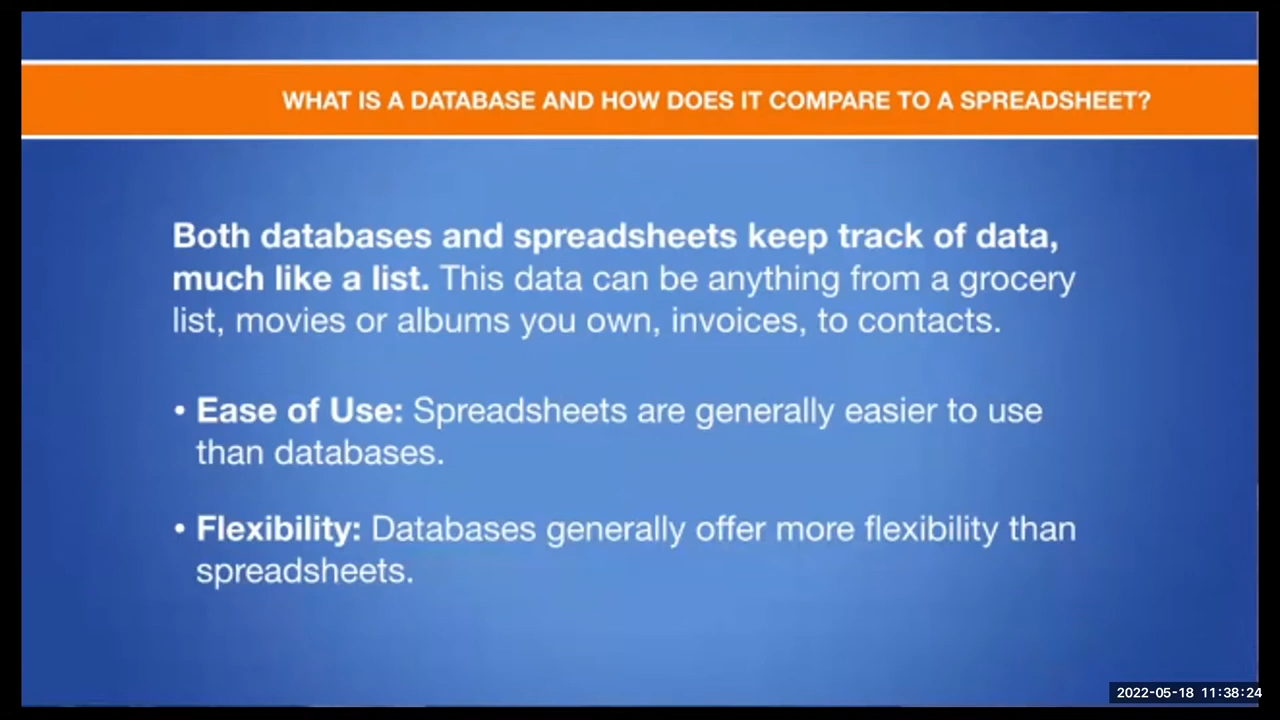 WHAT IS A DATABASE AND HOW DOES IT COMPARE TO A SPREADSHEET?
Both databases and spreadsheets keep track of data,
much like a list. This data can be anything from a grocery
list, movies or albums you own, invoices, to contacts.
• Ease of Use: Spreadsheets are generally easier to use
than databases.
• Flexibility: Databases generally offer more flexibility than
spreadsheets.
2022-05-18 11:38:24